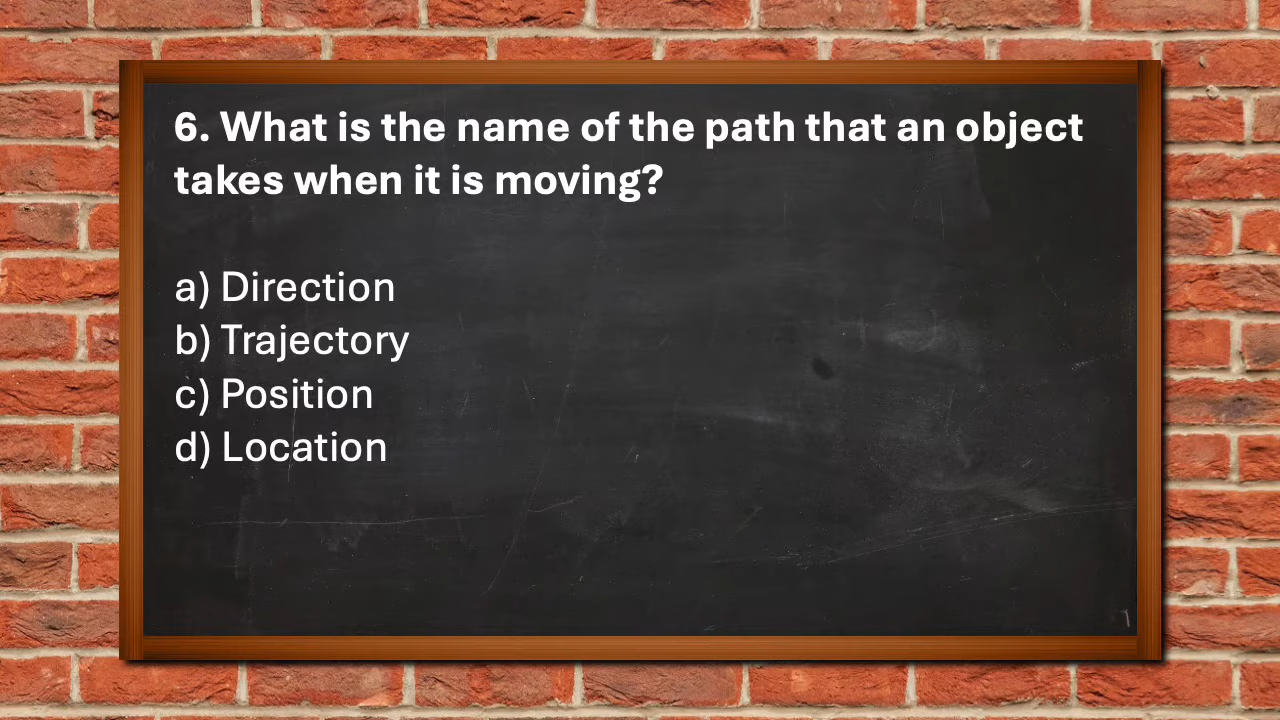 6. What is the name of the path that an object
takes when it is moving?
a) Direction
b) Trajectory
c) Position
d) Location